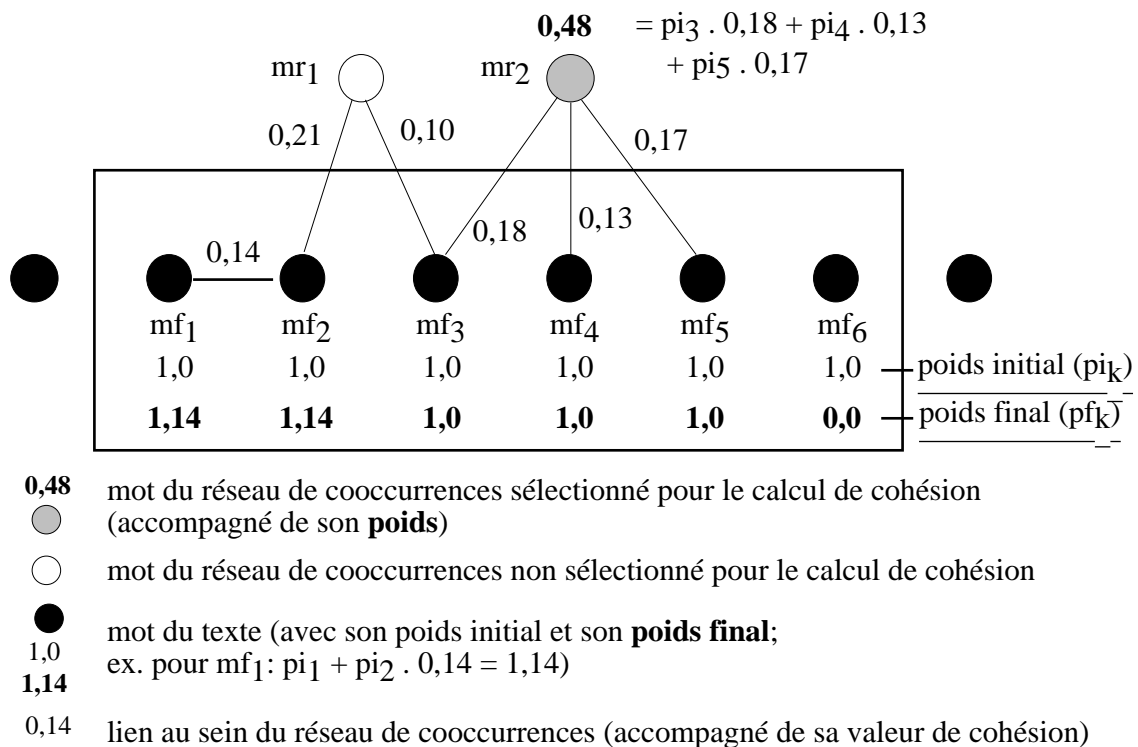 0,48 = pi3 . 0,18 + pi4 . 0,13
+ pi5 . 0,17
mr1 mr2
0,21 0,10 0,17
0,14 0,18 0,13
mf1 mf2 mf3 mf4 mf5 mf6
1,0 1,0 1,0 1,0 1,0 1,0 poids initial (pik)
1,14 1,14 1,0 1,0 1,0 0,0 poids final (pfk)
0,48 mot du réseau de cooccurrences sélectionné pour le calcul de cohésion
(accompagné de son poids)
mot du réseau de cooccurrences non sélectionné pour le calcul de cohésion
mot du texte (avec son poids initial et son poids final;
1,0 ex. pour mf1: pi1 + pi2 . 0,14 = 1,14)
1,14
0,14 lien au sein du réseau de cooccurrences (accompagné de sa valeur de cohésion)